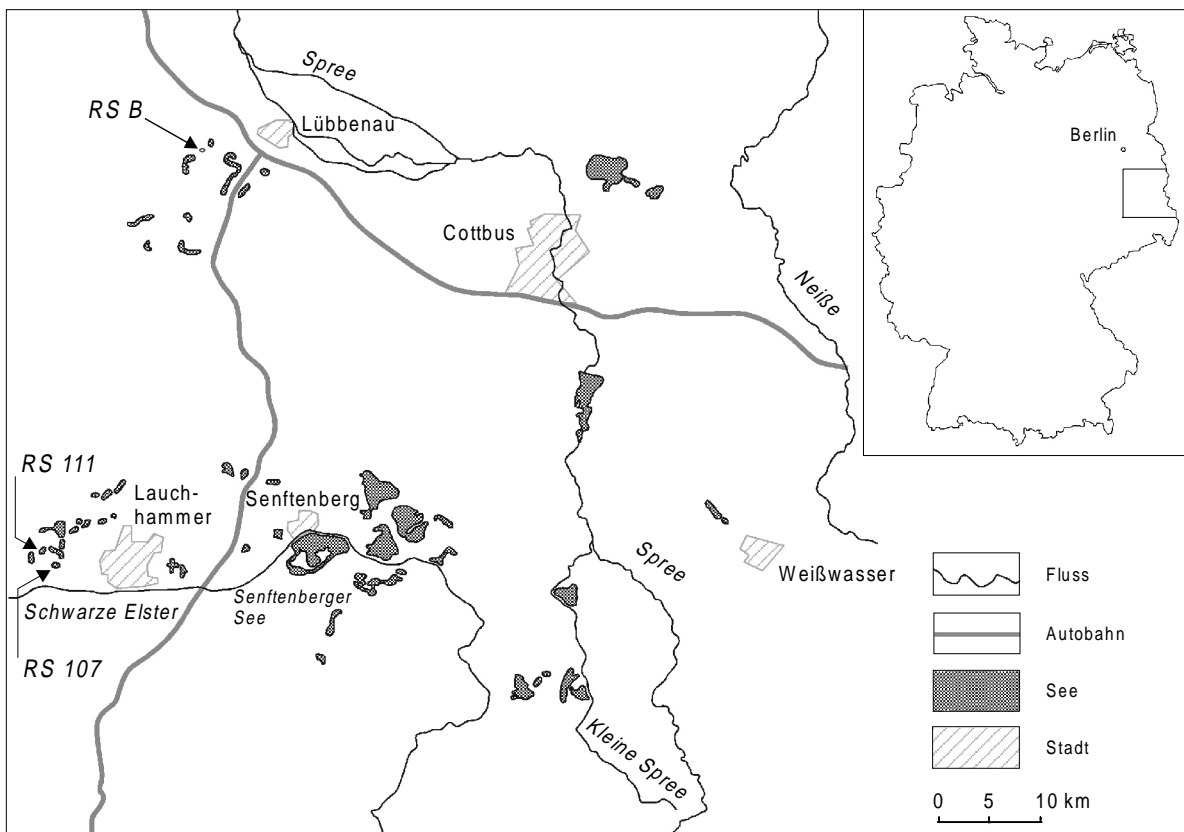 Spree
RS B
Lübbenau
Berlin
Cottbus
Neiße
RS 111
Lauch-
hammer
Senftenberg
Spree
Weißwasser
Schwarze Elster
Senftenberger
See
RS 107
Kleine Spree
Fluss
Autobahn
See
Stadt
0 5 10 km